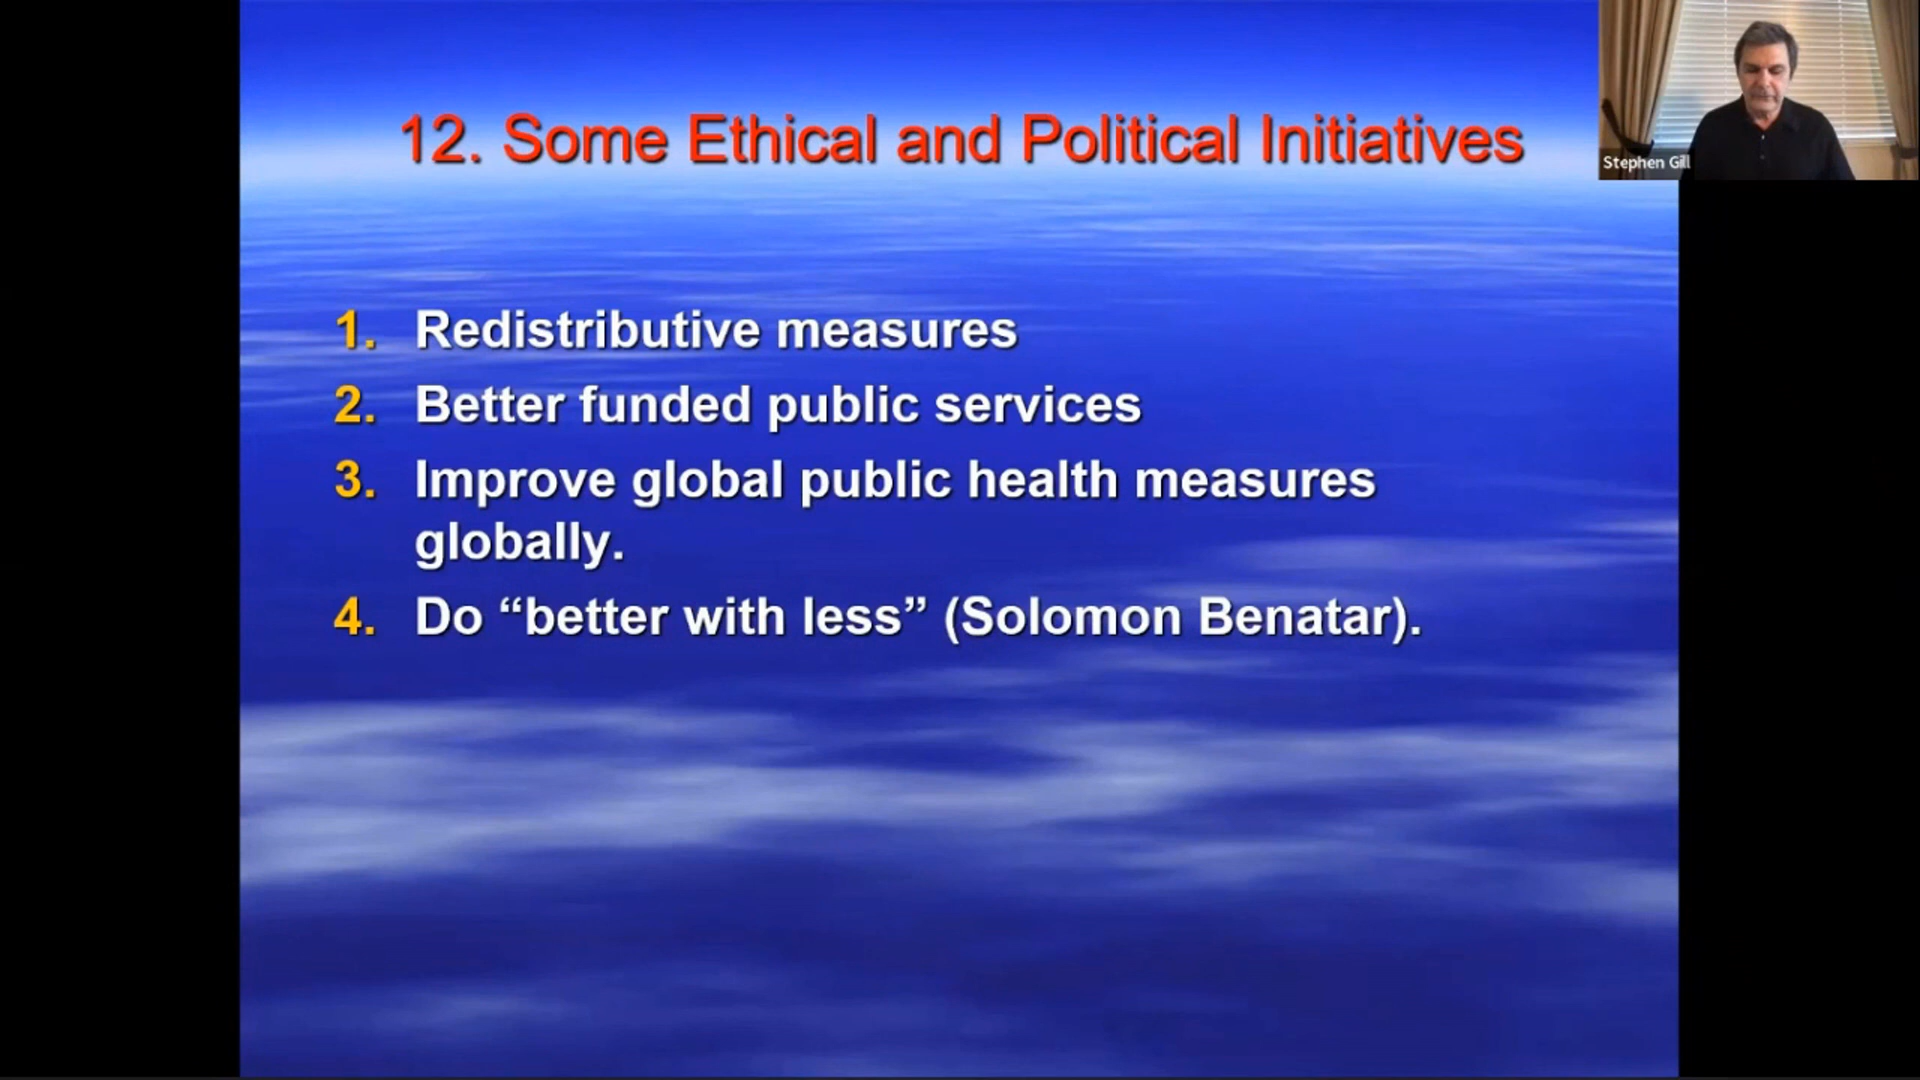 12. Some Ethical and Political Initiatives
Stephen Gill
1. Redistributive measures
2. Better funded public services
3. Improve global public health measures
globally.
4. Do “better with less” (Solomon Benatar).